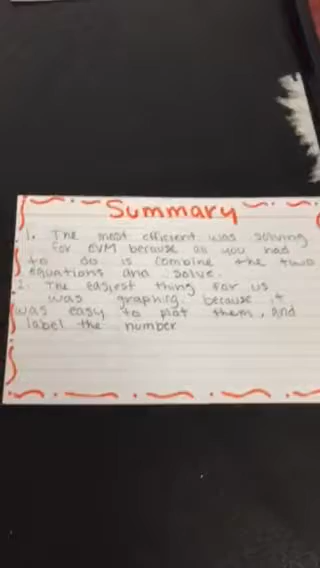 Summary
1. The most efficient was solving
for EVM because all you had
to do is combine the two
equations and solve.
2. The easiest thing for us
was graphing because it
was easy to plot them, and
label the number